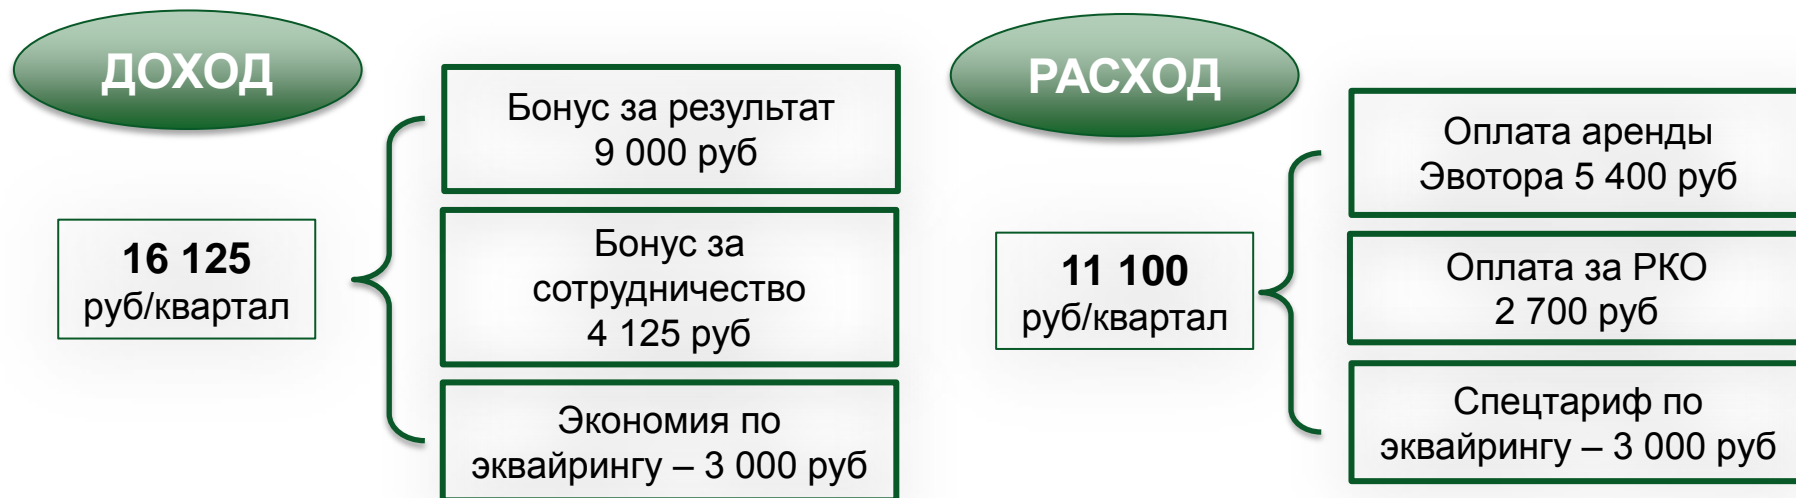 ДОХОД
16 125
руб/квартал
Бонус за результат
9 000 руб
Бонус за
сотрудничество
4 125 руб
Экономия по
эквайрингу – 3 000 руб
РАСХОД
11 100
руб/квартал
Оплата аренды
Эвотора 5 400 руб
Оплата за РКО
2 700 руб
Спецтариф по
эквайрингу – 3 000 руб